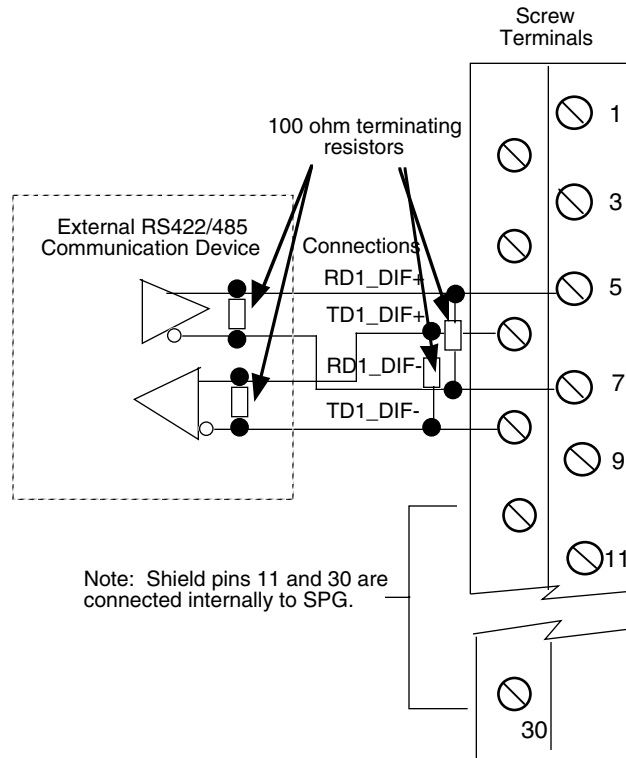 Screw
Terminals
1
100 ohm terminating
resistors
3
External RS422/485
Communication Device
Connections
RD1_DIF+
5
TD1_DIF+
RD1_DIF-
7
TD1_DIF-
9
11
Note: Shield pins 11 and 30 are
connected internally to SPG.
30